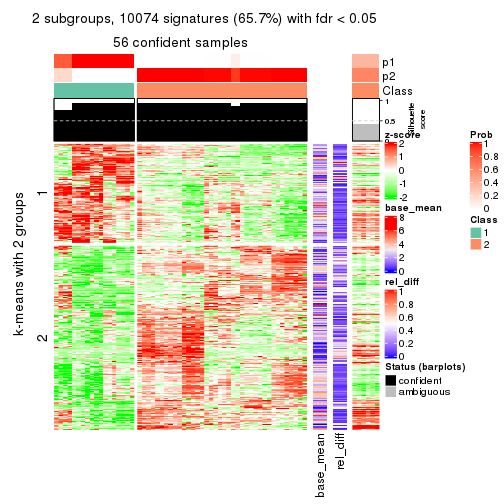 2 subgroups, 10074 signatures (65.7%) with fdr < 0.05
56 confident samples
p1
p2
Class
1
0.5
0
Silhouette
score
k-means with 2 groups
1
2
base_mean
rel_diff
z-score
2
1
0
-1
-2
base_mean
8
6
4
2
0
rel_diff
1
0.8
0.6
0.4
0.2
0
Status (barplots)
confident
ambiguous
Prob
1
0.8
0.6
0.4
0.2
0
Class
1
2